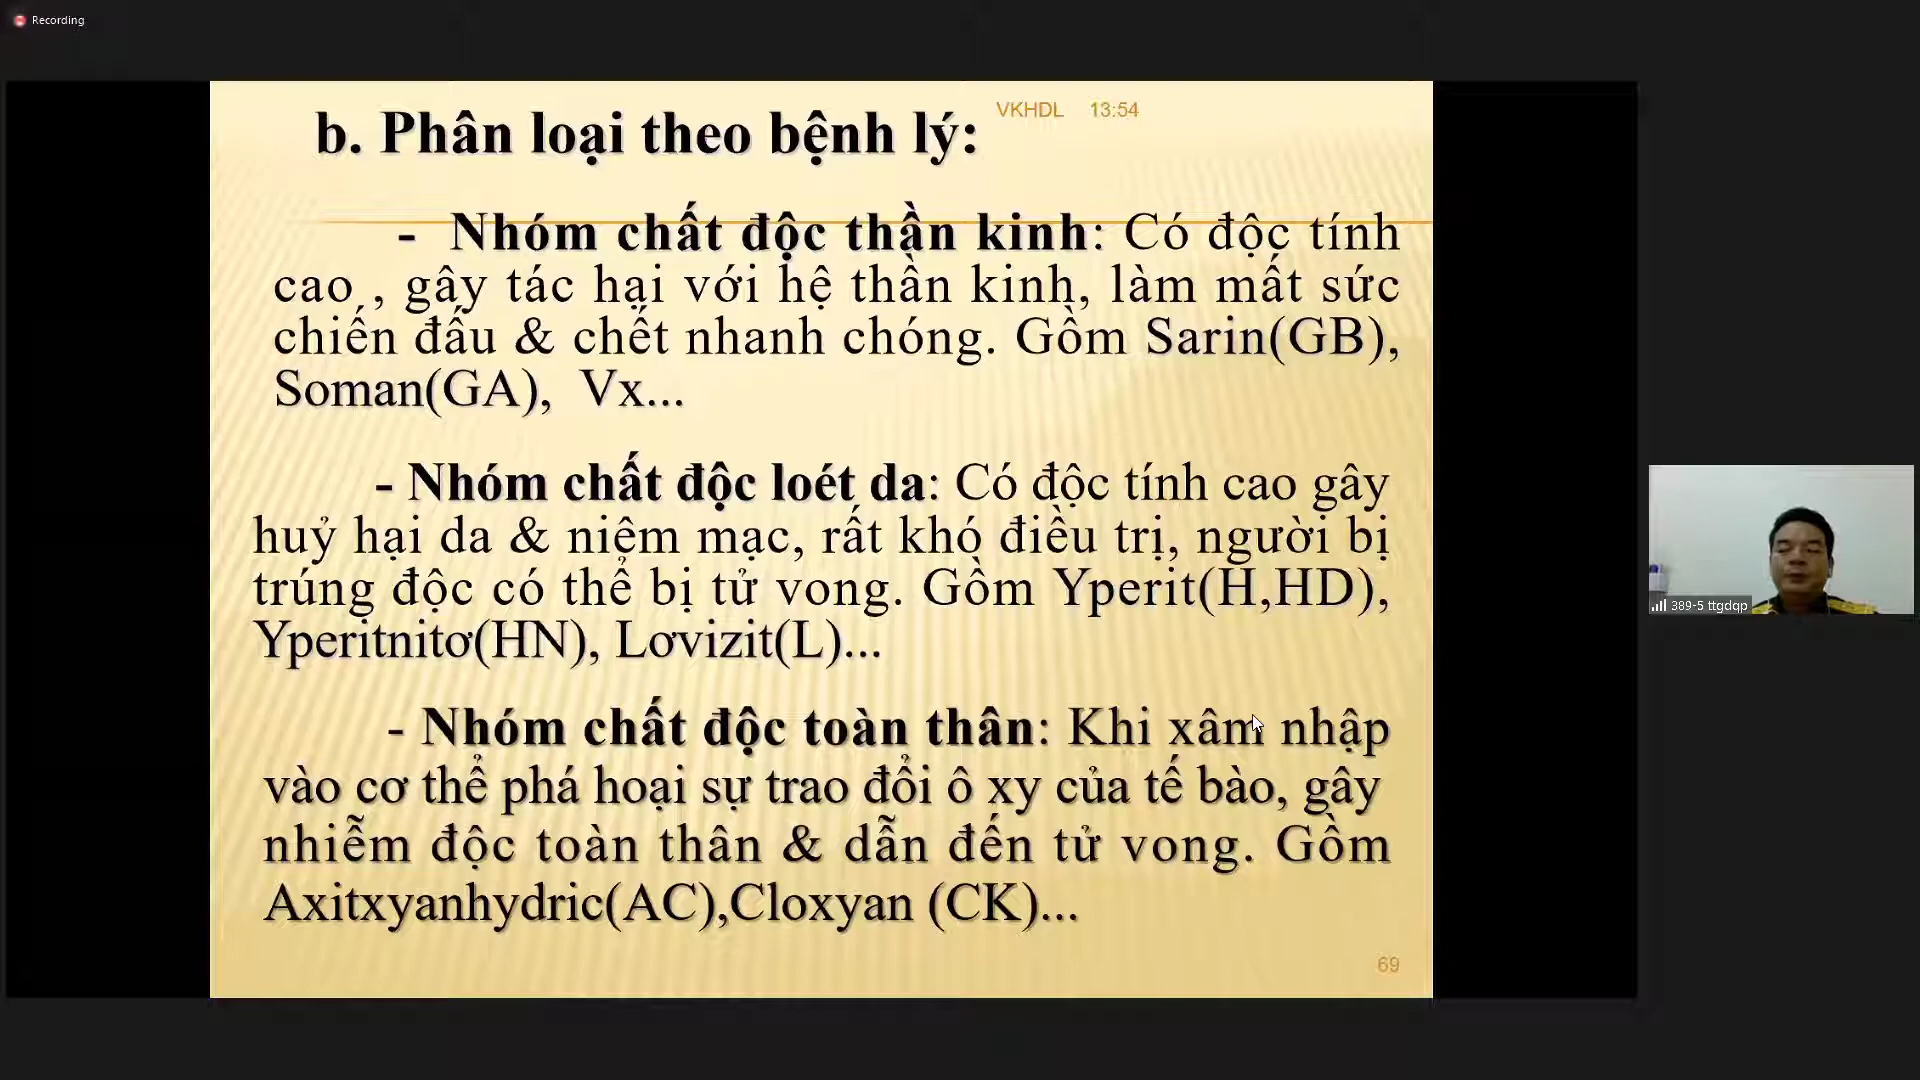 Recording
VKHDL 13:54
b. Phân loại theo bệnh lý:
- Nhóm chất độc thần kinh: Có độc tính
cao , gây tác hại với hệ thần kinh, làm mất sức
chiến đấu & chết nhanh chóng. Gồm Sarin(GB),
Soman(GA), Vx...
- Nhóm chất độc loét da: Có độc tính cao gây
huỷ hại da & niệm mạc, rất khó điều trị, người bị
trúng độc có thể bị tử vong. Gồm Yperit(H,HD),
Yperitnitơ(HN), Lơvizit(L)...
- Nhóm chất độc toàn thân: Khi xâm nhập
vào cơ thể phá hoại sự trao đổi ô xy của tế bào, gây
nhiễm độc toàn thân & dẫn đến tử vong. Gồm
Axitxyanhydric(AC),Cloxyan (CK)...
69
389-5 ttgdqp